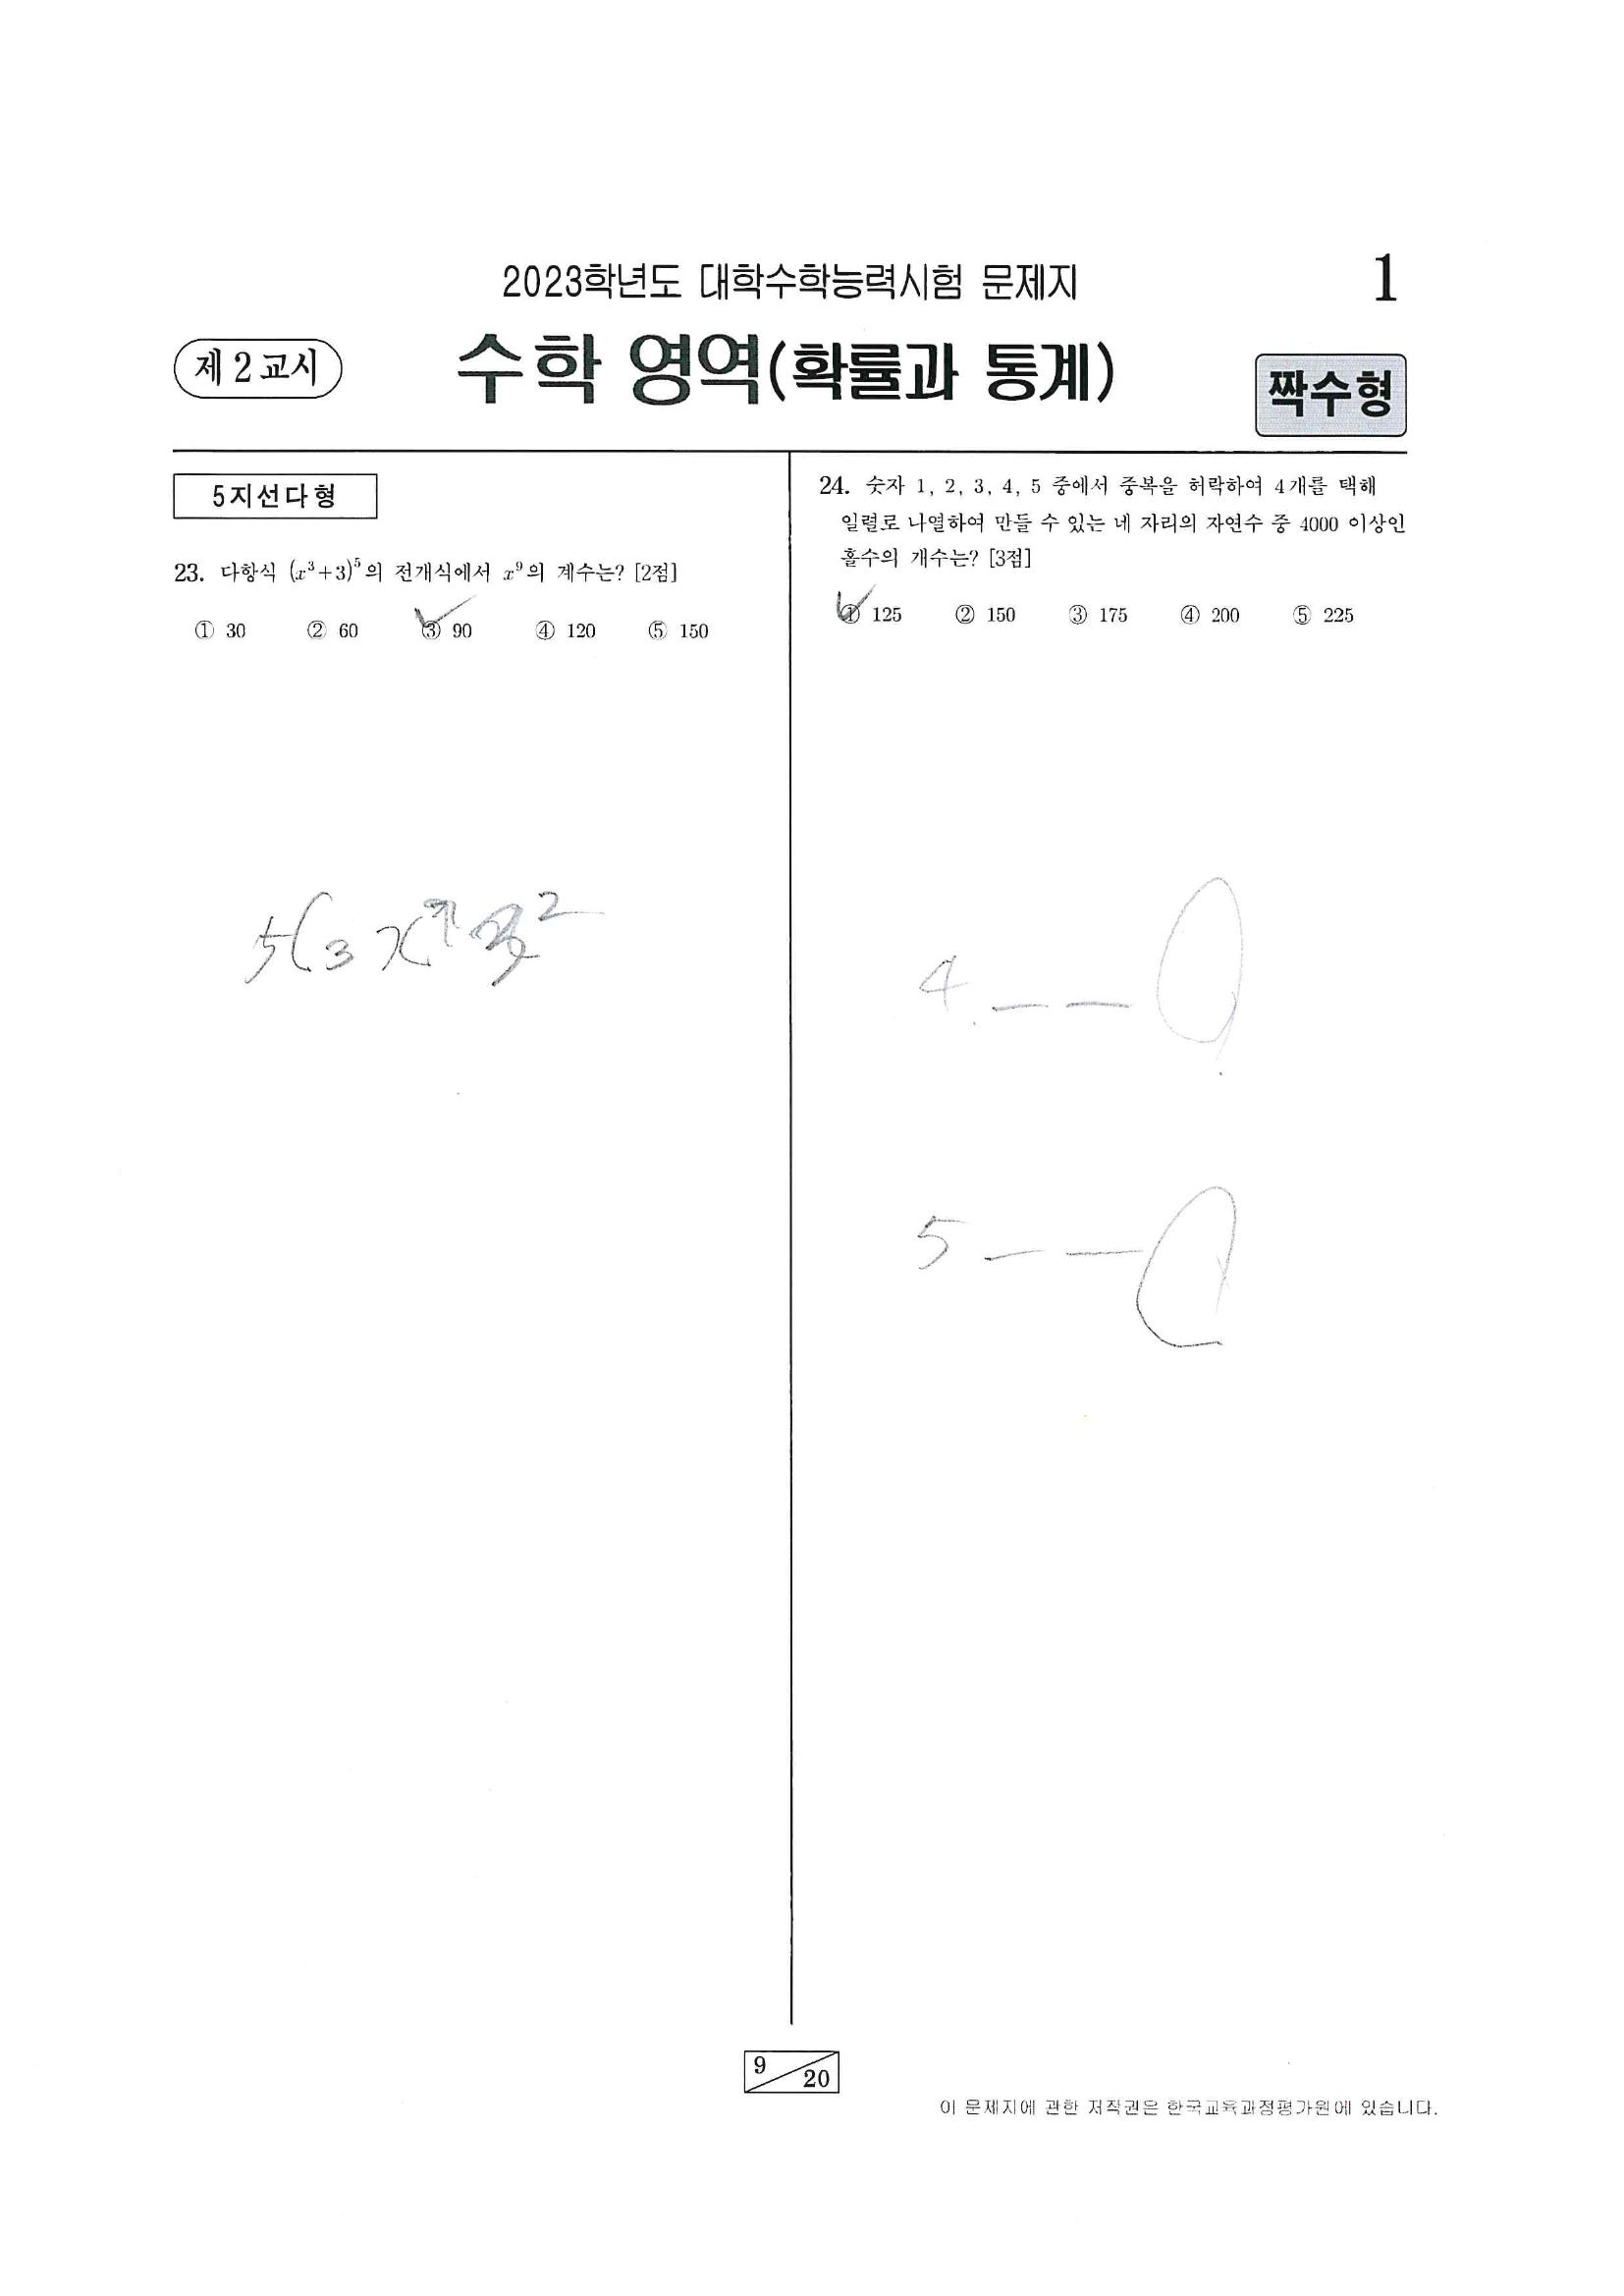 2023학년도 대학수학능력시험 문제지
1
제 2 교시
수학 영역(확률과 통계)
짝수형
5지선다형
23. 다항식 (x³+3)⁵의 전개식에서 x⁹의 계수는? [2점]
① 30 ② 60 ③ 90 ④ 120 ⑤ 150
5C3 x⁹ 3²
24. 숫자 1, 2, 3, 4, 5 중에서 중복을 허락하여 4개를 택해
일렬로 나열하여 만들 수 있는 네 자리의 자연수 중 4000 이상인
홀수의 개수는? [3점]
① 125 ② 150 ③ 175 ④ 200 ⑤ 225
4 _ _
5 _ _
9
20
이 문제지에 관한 저작권은 한국교육과정평가원에 있습니다.